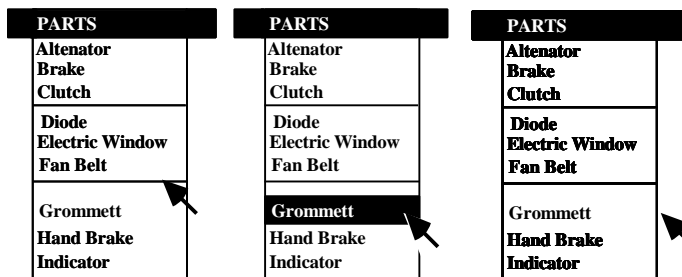 PARTS
Altenator
Brake
Clutch
Diode
Electric Window
Fan Belt
Grommett
Hand Brake
Indicator
PARTS
Altenator
Brake
Clutch
Diode
Electric Window
Fan Belt
Grommett
Hand Brake
Indicator
PARTS
Altenator
Brake
Clutch
Diode
Electric Window
Fan Belt
Grommett
Hand Brake
Indicator